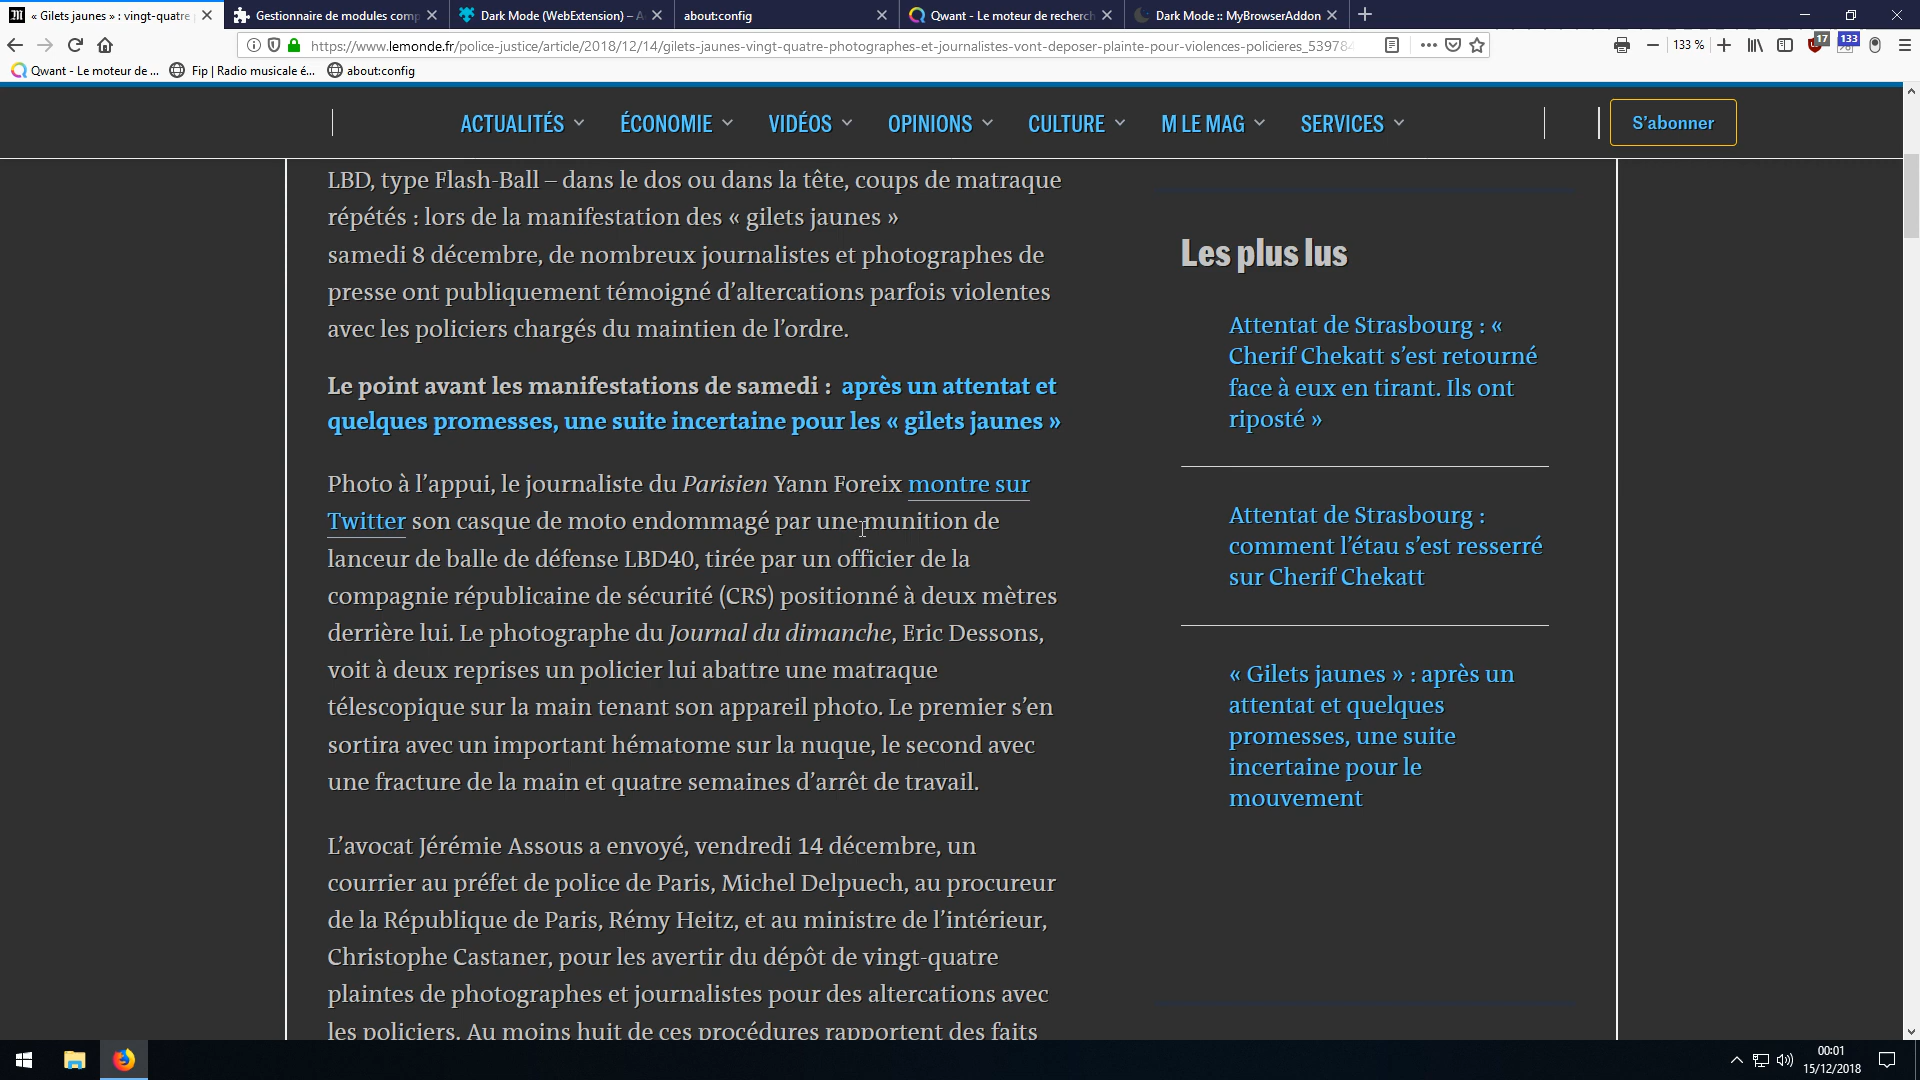 « Gilets jaunes » : vingt-quatre
Gestionnaire de modules com
Dark Mode (WebExtension) – A
about:config
Qwant - Le moteur de recherc
Dark Mode :: MyBrowserAddon
https://www.lemonde.fr/police-justice/article/2018/12/14/gilets-jaunes-vingt-quatre-photographes-et-journalistes-vont-deposer-plainte-pour-violences-policieres_539784
133 %
17
133
Qwant - Le moteur de ...
Fip | Radio musicale é...
about:config
ACTUALITÉS
ÉCONOMIE
VIDÉOS
OPINIONS
CULTURE
M LE MAG
SERVICES
S’abonner
LBD, type Flash-Ball – dans le dos ou dans la tête, coups de matraque
répétés : lors de la manifestation des « gilets jaunes »
samedi 8 décembre, de nombreux journalistes et photographes de
presse ont publiquement témoigné d’altercations parfois violentes
avec les policiers chargés du maintien de l’ordre.
Le point avant les manifestations de samedi : après un attentat et
quelques promesses, une suite incertaine pour les « gilets jaunes »
Photo à l’appui, le journaliste du Parisien Yann Foreix montre sur
Twitter son casque de moto endommagé par une munition de
lanceur de balle de défense LBD40, tirée par un officier de la
compagnie républicaine de sécurité (CRS) positionné à deux mètres
derrière lui. Le photographe du Journal du dimanche, Eric Dessons,
voit à deux reprises un policier lui abattre une matraque
télescopique sur la main tenant son appareil photo. Le premier s’en
sortira avec un important hématome sur la nuque, le second avec
une fracture de la main et quatre semaines d’arrêt de travail.
L’avocat Jérémie Assous a envoyé, vendredi 14 décembre, un
courrier au préfet de police de Paris, Michel Delpuech, au procureur
de la République de Paris, Rémy Heitz, et au ministre de l’intérieur,
Christophe Castaner, pour les avertir du dépôt de vingt-quatre
plaintes de photographes et journalistes pour des altercations avec
les policiers. Au moins huit de ces procédures rapportent des faits
Les plus lus
Attentat de Strasbourg : «
Cherif Chekatt s’est retourné
face à eux en tirant. Ils ont
riposté »
Attentat de Strasbourg :
comment l’étau s’est resserré
sur Cherif Chekatt
« Gilets jaunes » : après un
attentat et quelques
promesses, une suite
incertaine pour le
mouvement
00:01
15/12/2018